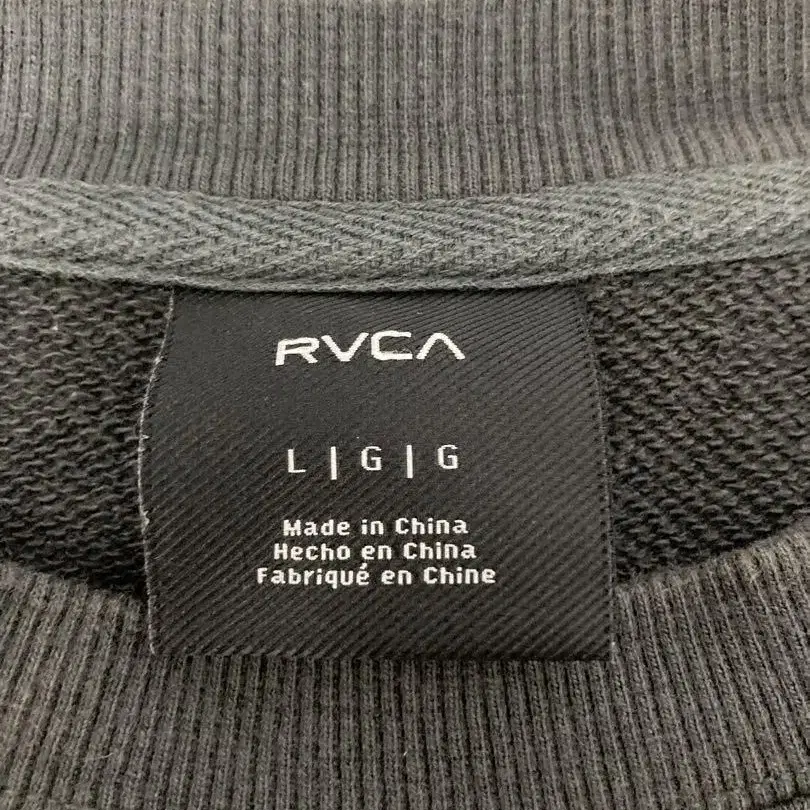 RVCA
L | G | G
Made in China
Hecho en China
Fabriqué en Chine